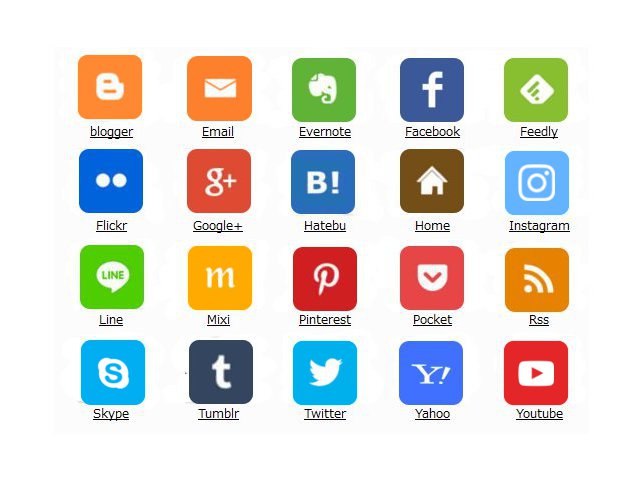 blogger Email Evernote Facebook Feedly
g+ B!
Flickr Google+ Hatebu Home Instagram
LINE m
Line Mixi Pinterest Pocket Rss
t Y!
Skype Tumblr Twitter Yahoo Youtube